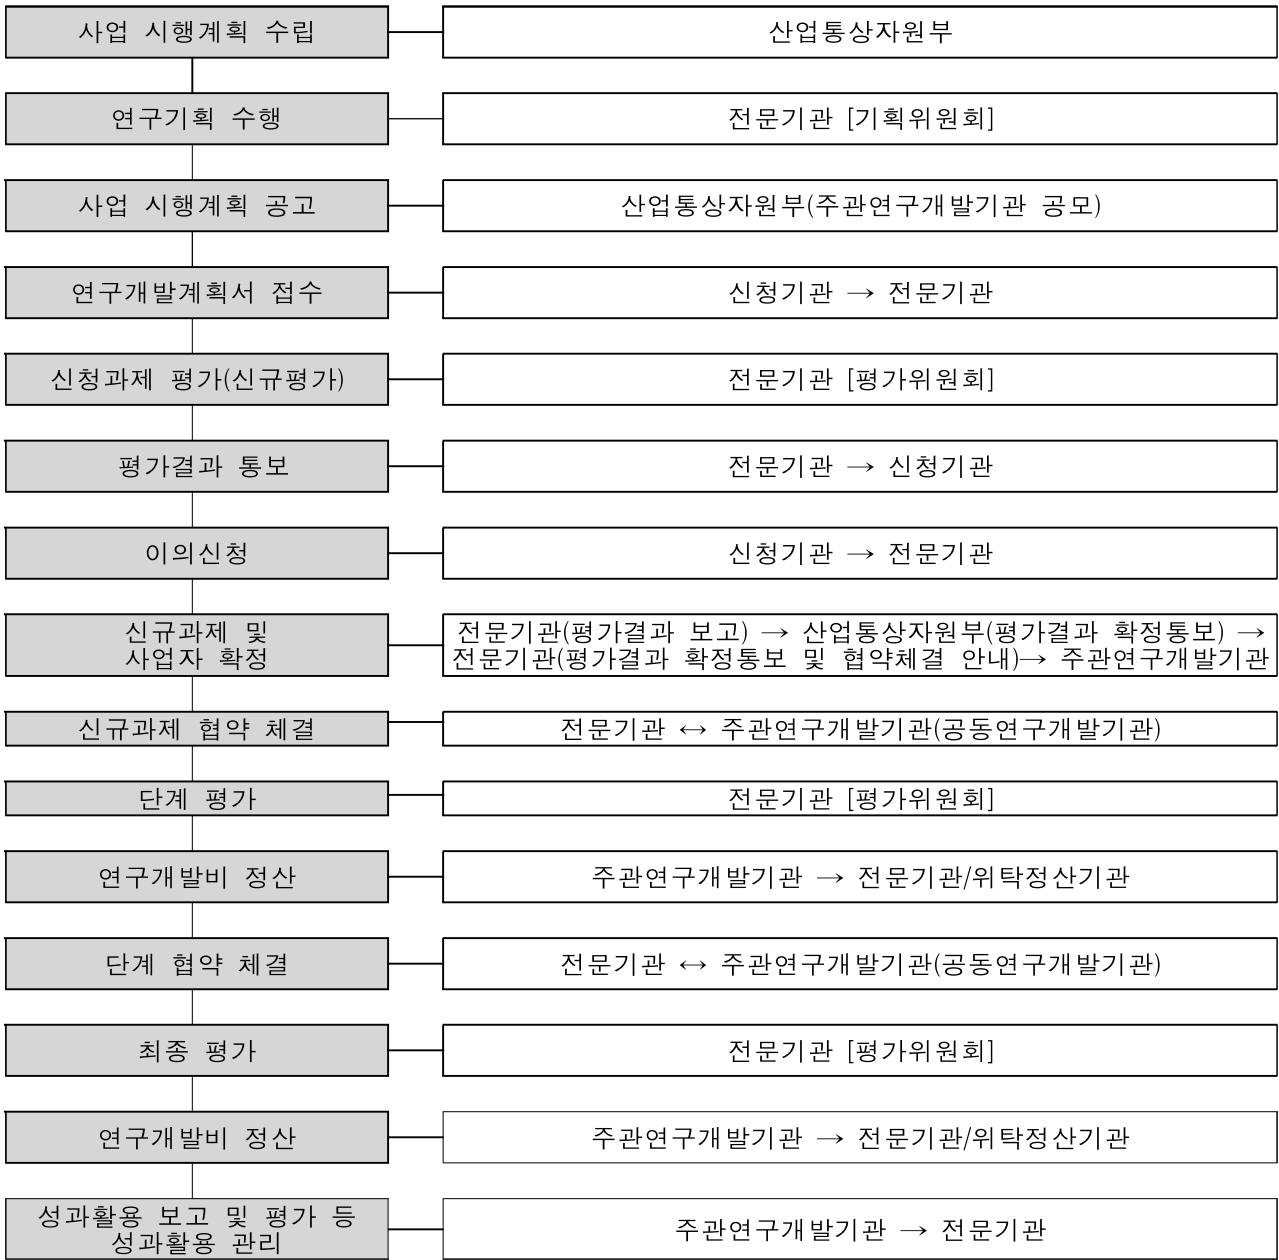 사업 시행계획 수립
산업통상자원부
연구기획 수행
전문기관 [기획위원회]
사업 시행계획 공고
산업통상자원부(주관연구개발기관 공모)
연구개발계획서 접수
신청기관 → 전문기관
신청과제 평가(신규평가)
전문기관 [평가위원회]
평가결과 통보
전문기관 → 신청기관
이의신청
신청기관 → 전문기관
신규과제 및
사업자 확정
전문기관(평가결과 보고) → 산업통상자원부(평가결과 확정통보) →
전문기관(평가결과 확정통보 및 협약체결 안내)→ 주관연구개발기관
신규과제 협약 체결
전문기관 ↔ 주관연구개발기관(공동연구개발기관)
단계 평가
전문기관 [평가위원회]
연구개발비 정산
주관연구개발기관 → 전문기관/위탁정산기관
단계 협약 체결
전문기관 ↔ 주관연구개발기관(공동연구개발기관)
최종 평가
전문기관 [평가위원회]
연구개발비 정산
주관연구개발기관 → 전문기관/위탁정산기관
성과활용 보고 및 평가 등
성과활용 관리
주관연구개발기관 → 전문기관